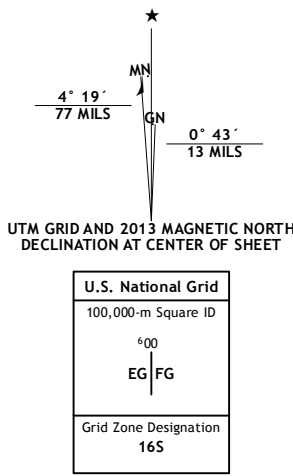 MN
4° 19´
77 MILS
GN
0° 43´
13 MILS
UTM GRID AND 2013 MAGNETIC NORTH
DECLINATION AT CENTER OF SHEET
U.S. National Grid
100,000-m Square ID
⁶00
EG FG
Grid Zone Designation
16S